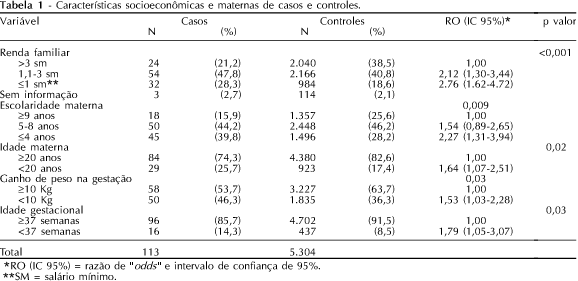 Tabela 1 - Características socioeconômicas e maternas de casos e controles.
Variável Casos Controles RO (IC 95%)* p valor
N (%) N (%)
Renda familiar <0,001
>3 sm 24 (21,2) 2.040 (38,5) 1,00
1,1-3 sm 54 (47,8) 2.166 (40,8) 2,12 (1,30-3,44)
≤1 sm** 32 (28,3) 984 (18,6) 2.76 (1.62-4.72)
Sem informação 3 (2,7) 114 (2,1)
Escolaridade materna 0,009
≥9 anos 18 (15,9) 1.357 (25,6) 1,00
5-8 anos 50 (44,2) 2.448 (46,2) 1,54 (0,89-2,65)
≤4 anos 45 (39,8) 1.496 (28,2) 2,27 (1,31-3,94)
Idade materna 0,02
≥20 anos 84 (74,3) 4.380 (82,6) 1,00
<20 anos 29 (25,7) 923 (17,4) 1,64 (1,07-2,51)
Ganho de peso na gestação 0,03
≥10 Kg 58 (53,7) 3.227 (63,7) 1,00
<10 Kg 50 (46,3) 1.835 (36,3) 1,53 (1,03-2,28)
Idade gestacional 0,03
≥37 semanas 96 (85,7) 4.702 (91,5) 1,00
<37 semanas 16 (14,3) 437 (8,5) 1,79 (1,05-3,07)
Total 113 5.304
*RO (IC 95%) = razão de "odds" e intervalo de confiança de 95%.
**SM = salário mínimo.